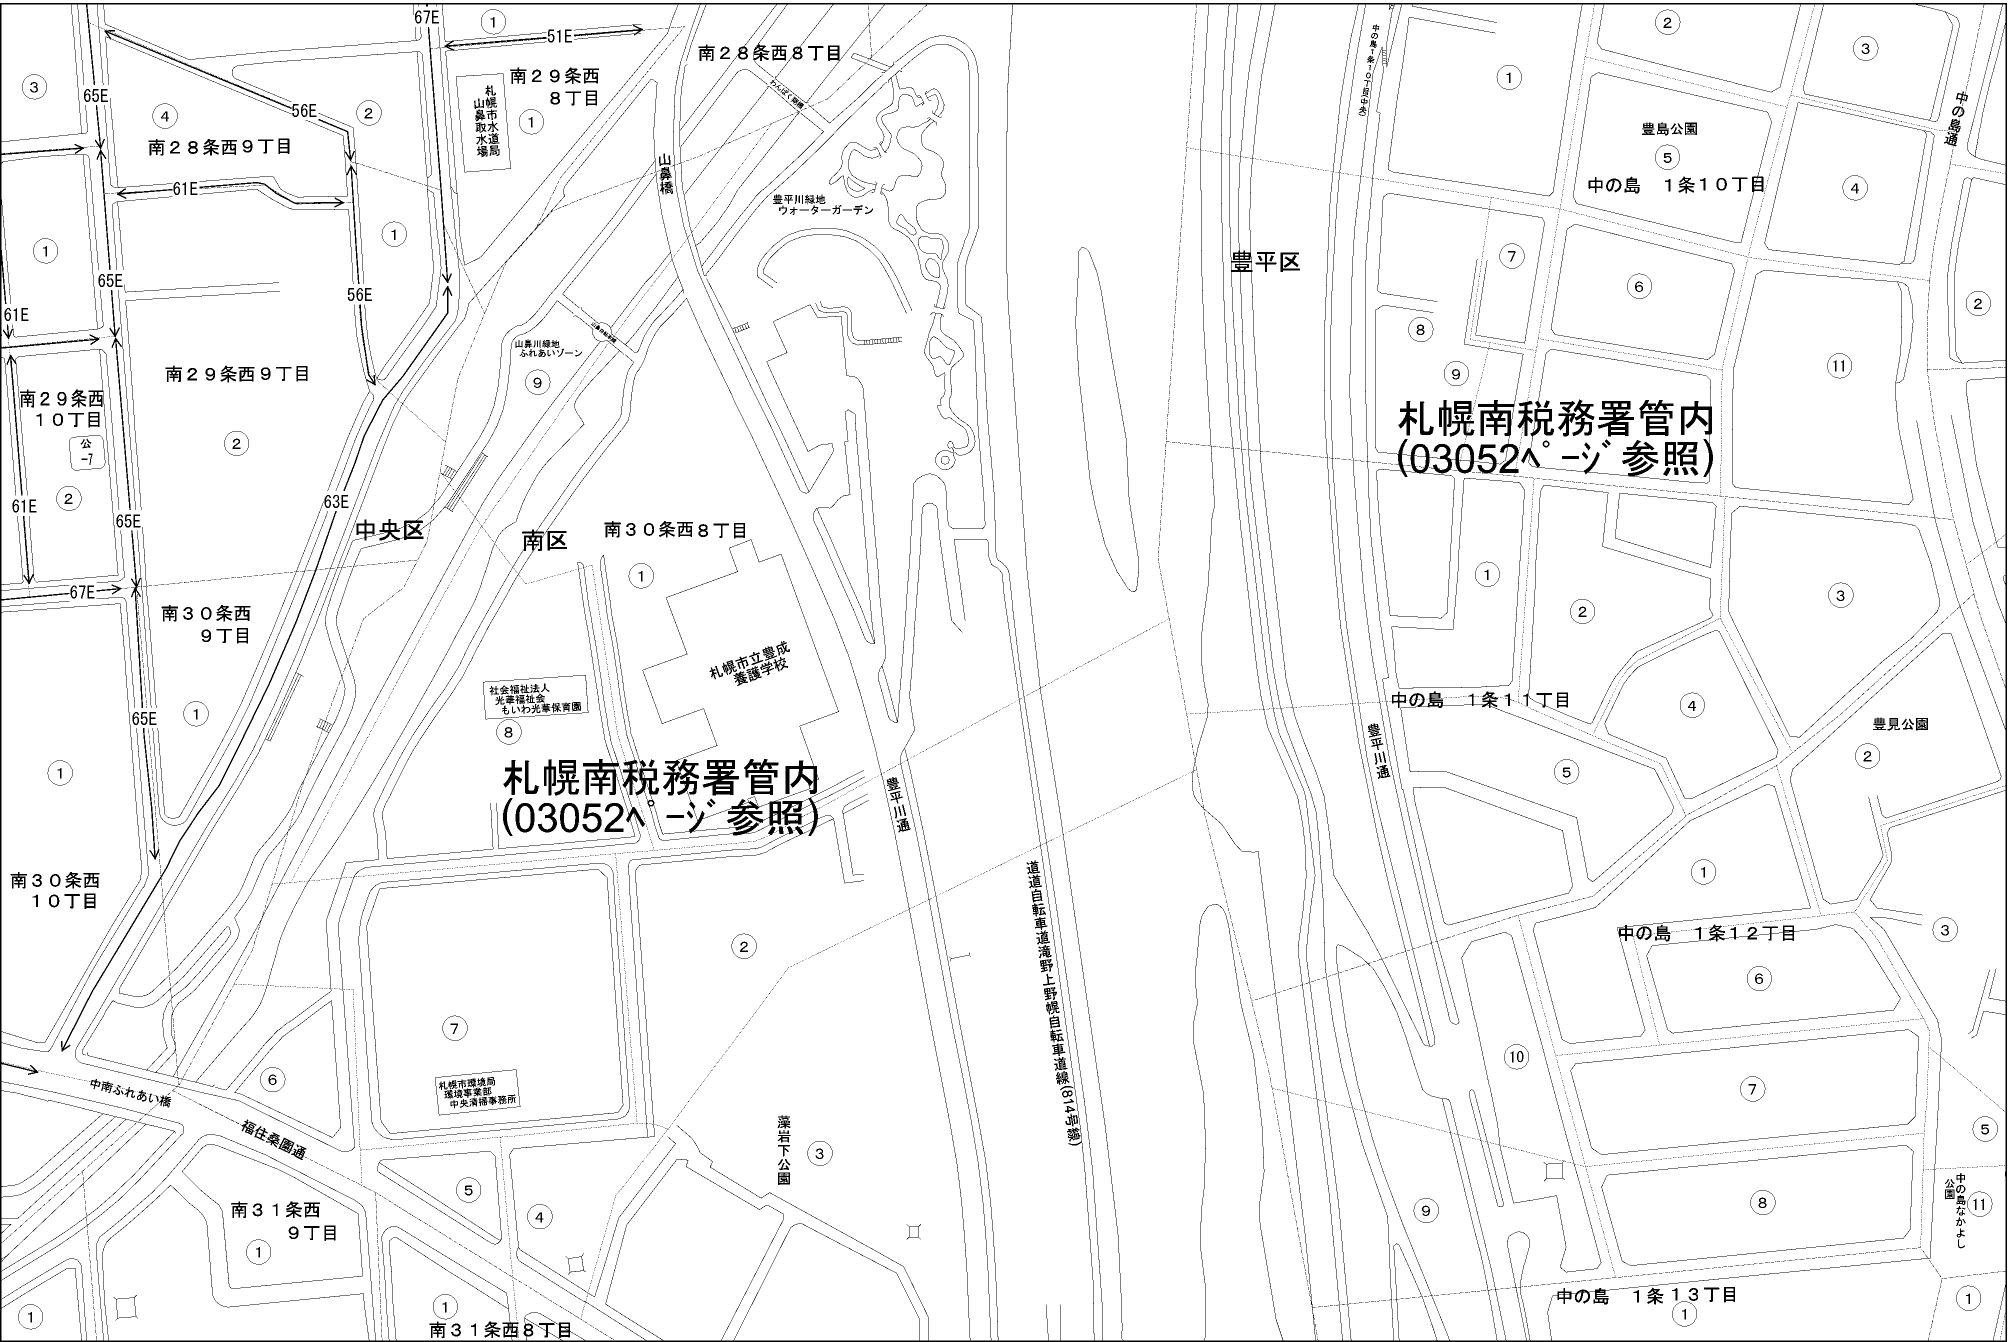 67E
①
51E
南２８条西８丁目
②
①
③
③
65E
56E
④
②
南２８条西９丁目
南２９条西
８丁目
札幌市水道局
山鼻取水場
①
わんぱく開橋
中の島１条１０丁目(中央)
中の島通
豊島公園
⑤
中の島　１条１０丁目
④
61E
山鼻橋
豊平川緑地
ウォーターガーデン
①
①
65E
56E
61E
豊平区
⑦
⑥
②
⑧
山鼻川緑地
ふれあいゾーン
⑨
⑨
⑪
南２９条西９丁目
南２９条西
１０丁目
公
-7
②
②
札幌南税務署管内
(03052ﾍﾟｰｼﾞ参照)
61E
65E
63E
中央区
南区
南３０条西８丁目
①
①
②
③
67E
南３０条西
９丁目
札幌市立豊成
養護学校
社会福祉法人
光華福祉会
もいわ光華保育園
⑧
65E
①
①
中の島　１条１１丁目
④
豊見公園
②
⑤
豊平川通
札幌南税務署管内
(03052ﾍﾟｰｼﾞ参照)
豊平川通
南３０条西
１０丁目
①
道道自転車道滝野上野幌自転車道線(814号線)
②
中の島　１条１２丁目
③
⑥
⑦
⑩
⑦
⑥
札幌市環境局
環境事業部
中央清掃事務所
中南ふれあい橋
福住桑園通
藻岩下公園
③
⑤
⑤
④
⑨
⑧
中の島なかよし
公園
⑪
南３１条西
９丁目
①
①
①
南３１条西８丁目
中の島　１条１３丁目
①
①